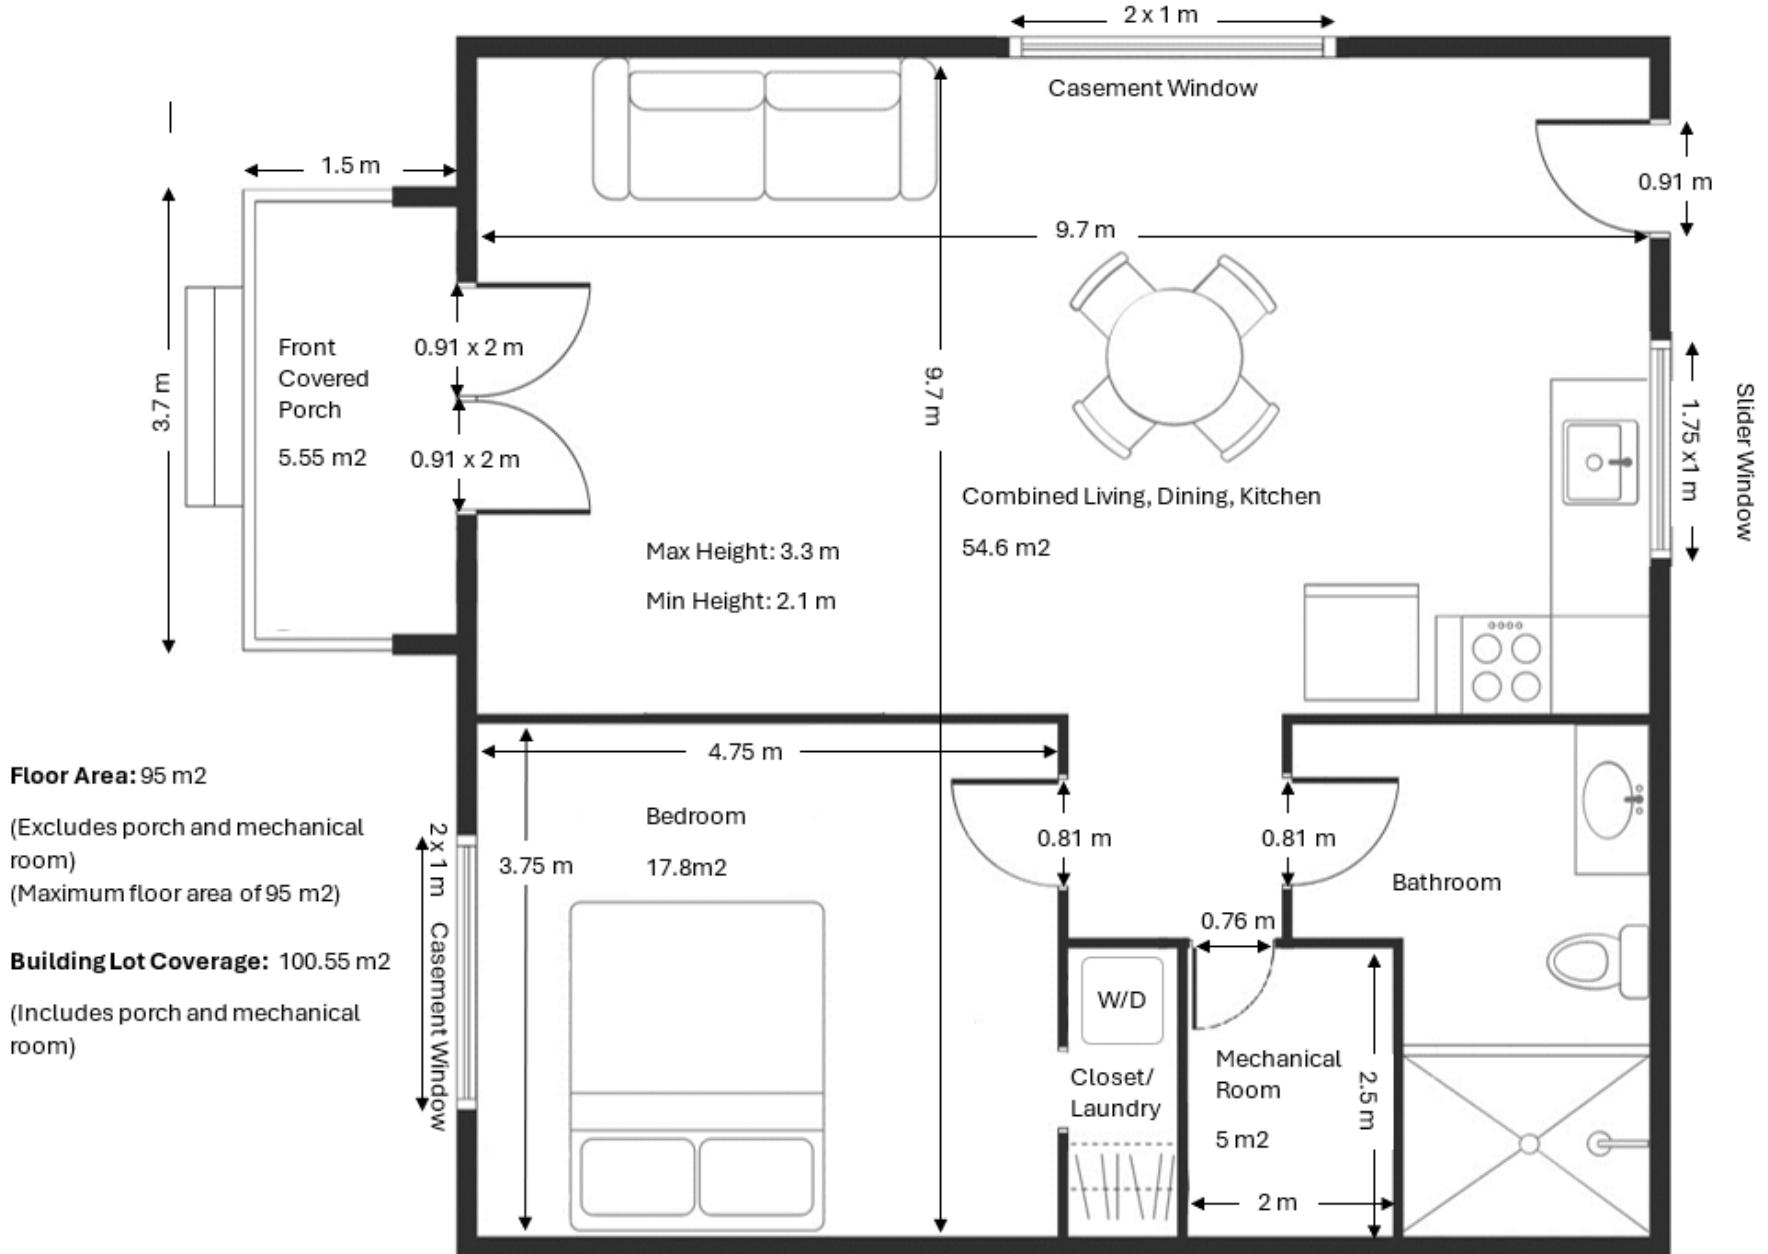 2 x 1 m
Casement Window
1.5 m
0.91 m
9.7 m
Front
Covered
Porch
5.55 m2
3.7 m
0.91 x 2 m
0.91 x 2 m
9.7 m
1.75 x1 m
Slider Window
Combined Living, Dining, Kitchen
54.6 m2
Max Height: 3.3 m
Min Height: 2.1 m
4.75 m
Floor Area: 95 m2
(Excludes porch and mechanical
room)
(Maximum floor area of 95 m2)
Building Lot Coverage: 100.55 m2
(Includes porch and mechanical
room)
2 x 1 m Casement Window
3.75 m
Bedroom
17.8m2
0.81 m
0.81 m
Bathroom
0.76 m
W/D
Closet/
Laundry
Mechanical
Room
5 m2
2.5 m
2 m